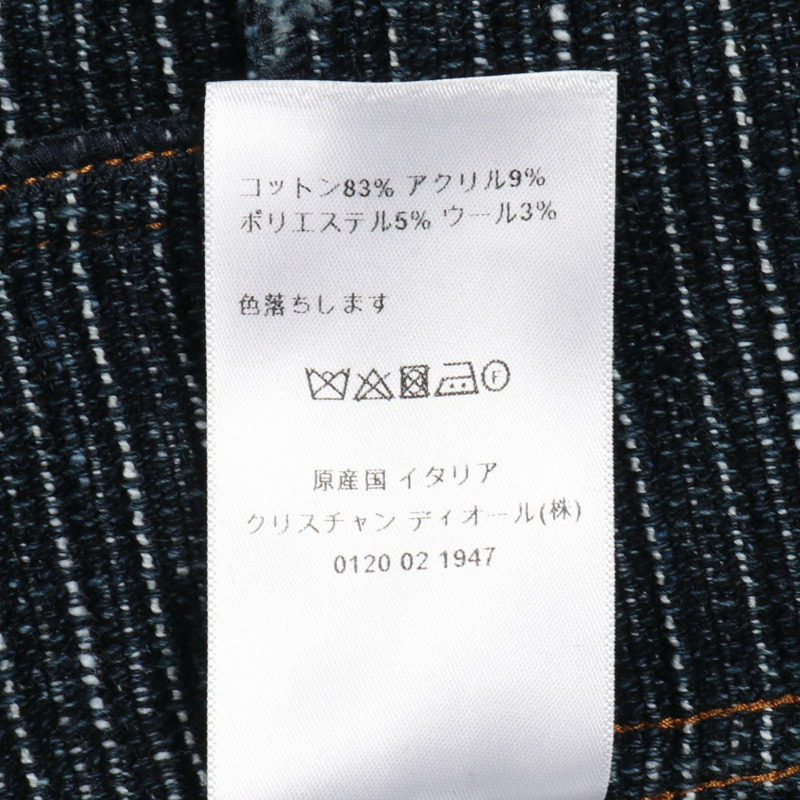 コットン83% アクリル9%
ポリエステル5% ウール3%
色落ちします
F
原産国 イタリア
クリスチャン ディオール(株)
0120 02 1947